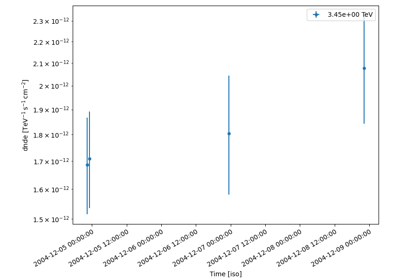 3.45e+00 TeV
2.3 × 10⁻¹²
2.2 × 10⁻¹²
2.1 × 10⁻¹²
2 × 10⁻¹²
1.9 × 10⁻¹²
1.8 × 10⁻¹²
1.7 × 10⁻¹²
1.6 × 10⁻¹²
1.5 × 10⁻¹²
dnde [TeV⁻¹ s⁻¹ cm⁻²]
2004-12-05 00:00:00
2004-12-05 12:00:00
2004-12-06 00:00:00
2004-12-06 12:00:00
2004-12-07 00:00:00
2004-12-07 12:00:00
2004-12-08 00:00:00
2004-12-08 12:00:00
2004-12-09 00:00:00
Time [iso]